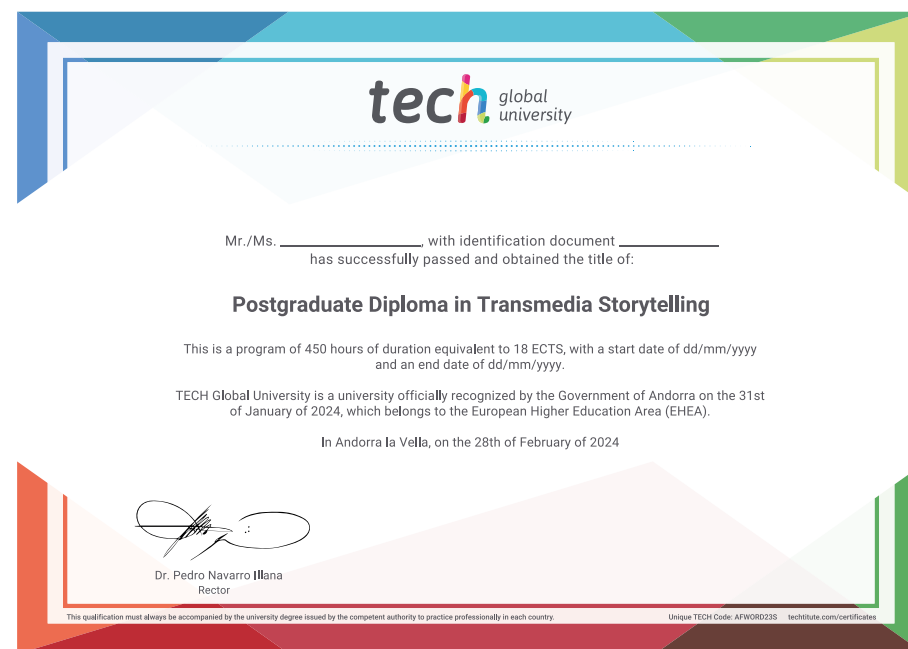 tech global university
Mr./Ms. ____________________, with identification document ______________
has successfully passed and obtained the title of:
Postgraduate Diploma in Transmedia Storytelling
This is a program of 450 hours of duration equivalent to 18 ECTS, with a start date of dd/mm/yyyy
and an end date of dd/mm/yyyy.
TECH Global University is a university officially recognized by the Government of Andorra on the 31st
of January of 2024, which belongs to the European Higher Education Area (EHEA).
In Andorra la Vella, on the 28th of February of 2024
Dr. Pedro Navarro Illana
Rector
This qualification must always be accompanied by the university degree issued by the competent authority to practice professionally in each country.
Unique TECH Code: AFWORD23S techtitute.com/certificates